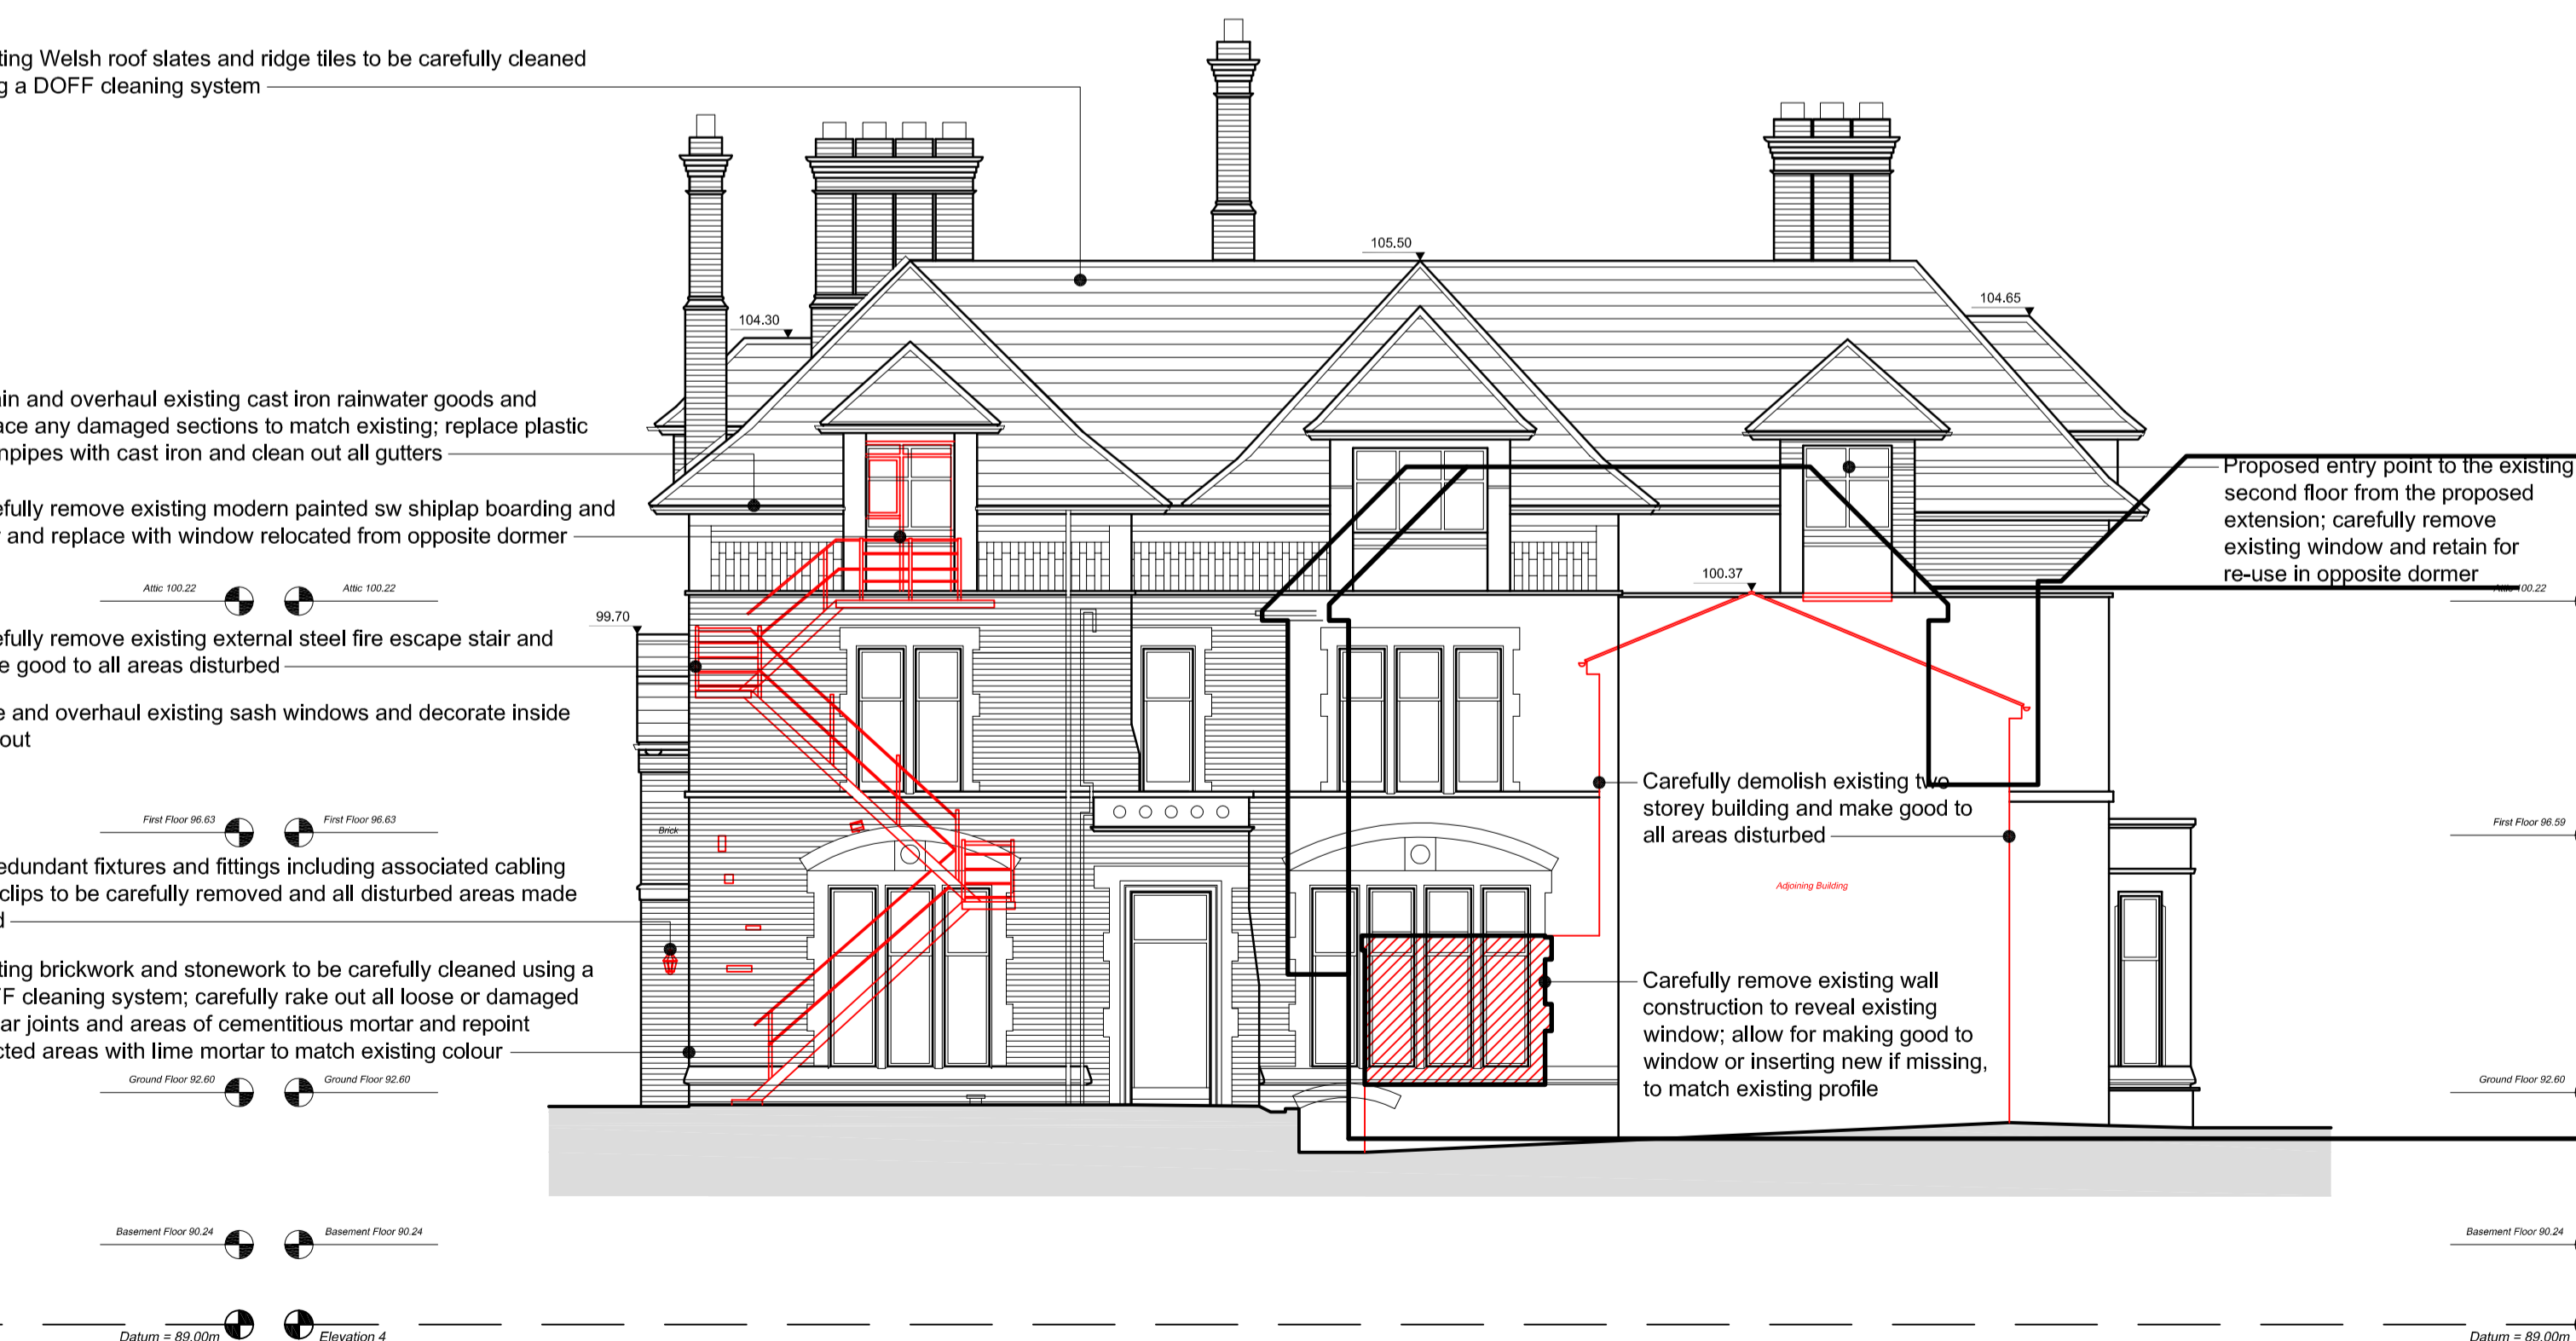 ting Welsh roof slates and ridge tiles to be carefully cleaned
g a DOFF cleaning system
105.50
104.65
104.30
in and overhaul existing cast iron rainwater goods and
ace any damaged sections to match existing; replace plastic
npipes with cast iron and clean out all gutters
Proposed entry point to the existing
second floor from the proposed
extension; carefully remove
existing window and retain for
re-use in opposite dormer
efully remove existing modern painted sw shiplap boarding and
r and replace with window relocated from opposite dormer
100.37
Attic 100.22
Attic 100.22
Attic 100.22
99.70
efully remove existing external steel fire escape stair and
e good to all areas disturbed
e and overhaul existing sash windows and decorate inside
out
Carefully demolish existing two
storey building and make good to
all areas disturbed
First Floor 96.63
First Floor 96.63
First Floor 96.59
Brick
edundant fixtures and fittings including associated cabling
clips to be carefully removed and all disturbed areas made
d
Adjoining Building
ting brickwork and stonework to be carefully cleaned using a
F cleaning system; carefully rake out all loose or damaged
ar joints and areas of cementitious mortar and repoint
cted areas with lime mortar to match existing colour
Carefully remove existing wall
construction to reveal existing
window; allow for making good to
window or inserting new if missing,
to match existing profile
Ground Floor 92.60
Ground Floor 92.60
Ground Floor 92.60
Basement Floor 90.24
Basement Floor 90.24
Basement Floor 90.24
Datum = 89.00m
Elevation 4
Datum = 89.00m